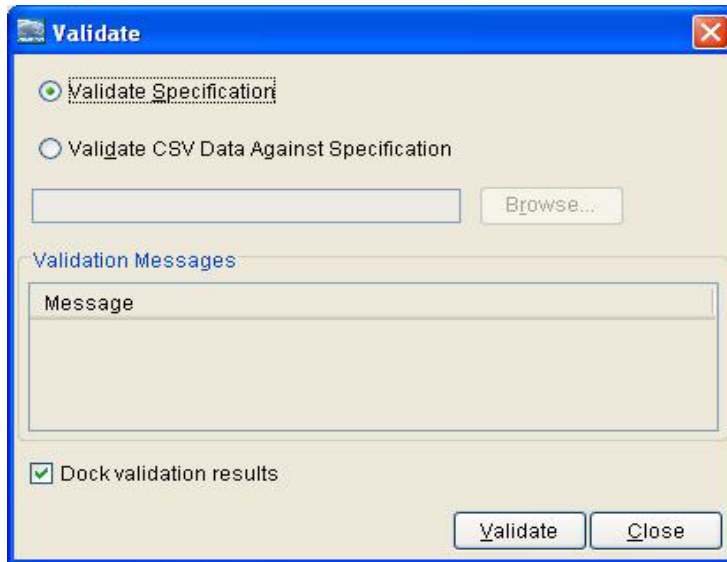 Validate
Validate Specification
Validate CSV Data Against Specification
Browse...
Validation Messages
Message
Dock validation results
Validate Close